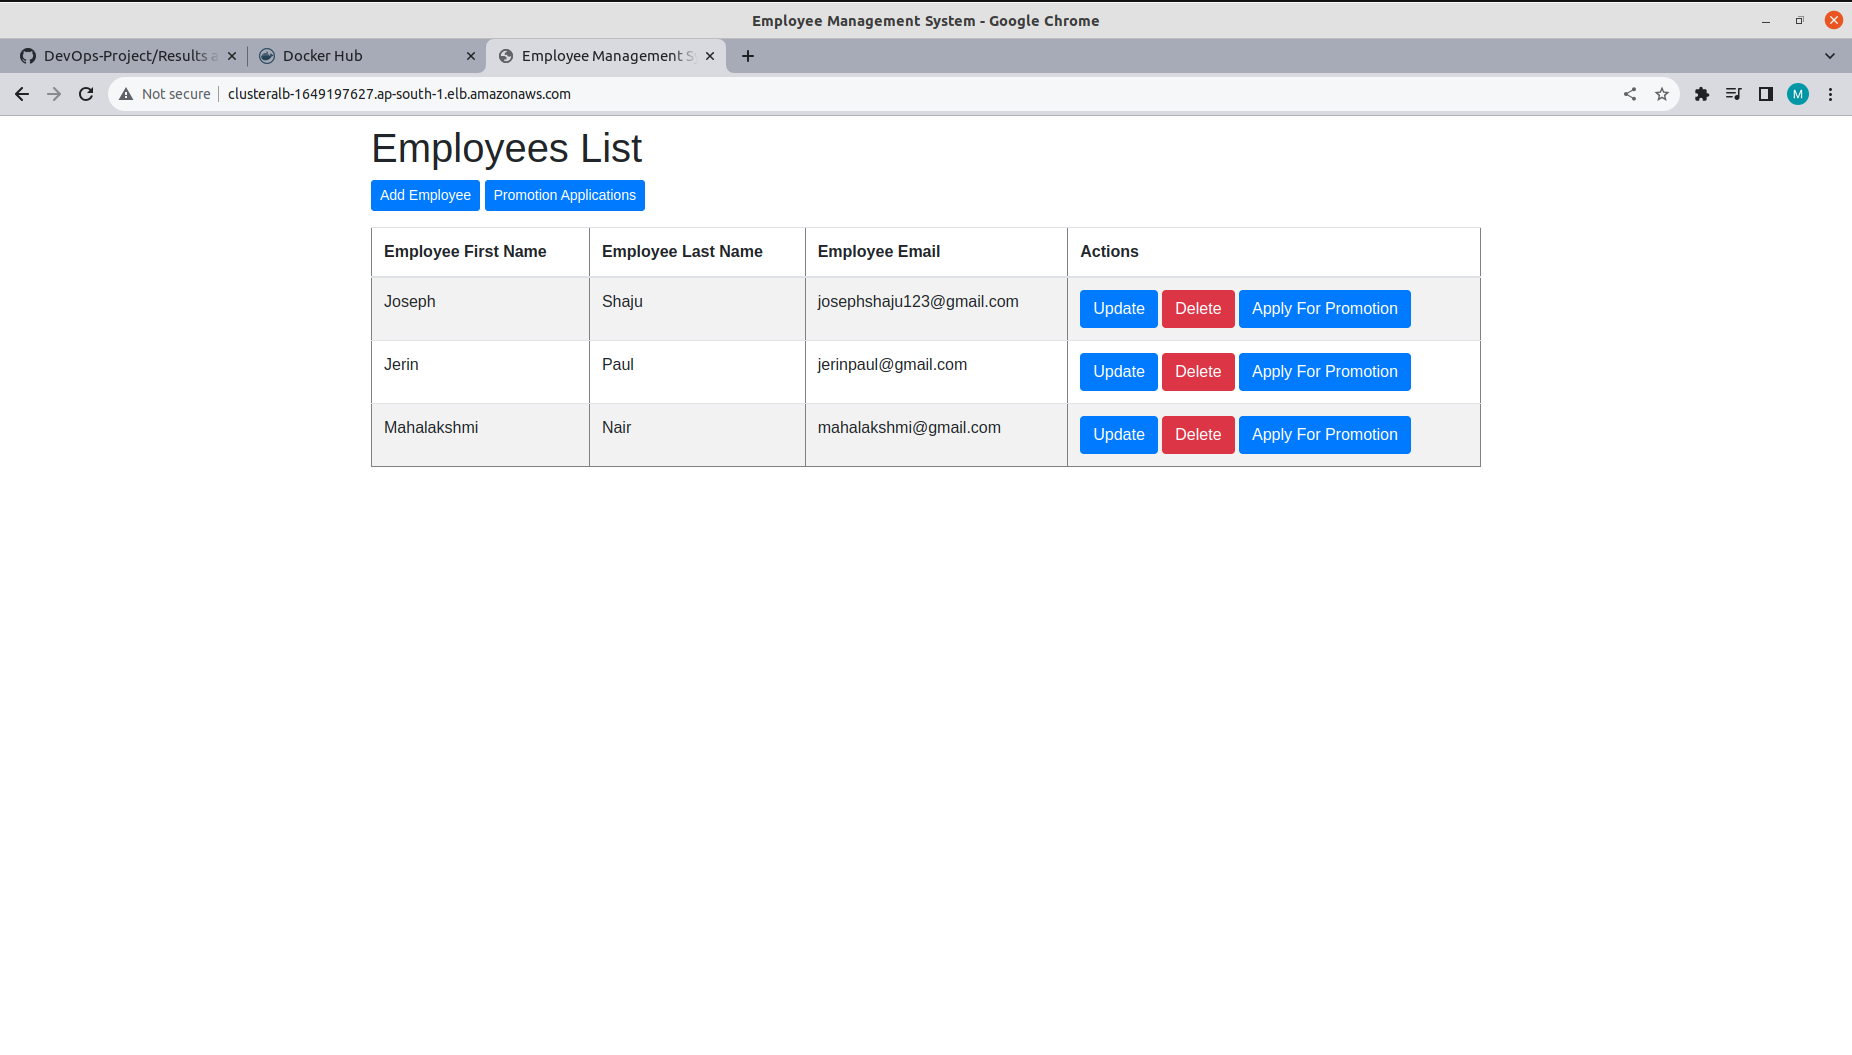 Employee Management System - Google Chrome
DevOps-Project/Results a
Docker Hub
Employee Management Sy
Not secure
clusteralb-1649197627.ap-south-1.elb.amazonaws.com
M
Employees List
Add Employee Promotion Applications
Employee First Name Employee Last Name Employee Email Actions
Joseph Shaju josephshaju123@gmail.com Update Delete Apply For Promotion
Jerin Paul jerinpaul@gmail.com Update Delete Apply For Promotion
Mahalakshmi Nair mahalakshmi@gmail.com Update Delete Apply For Promotion